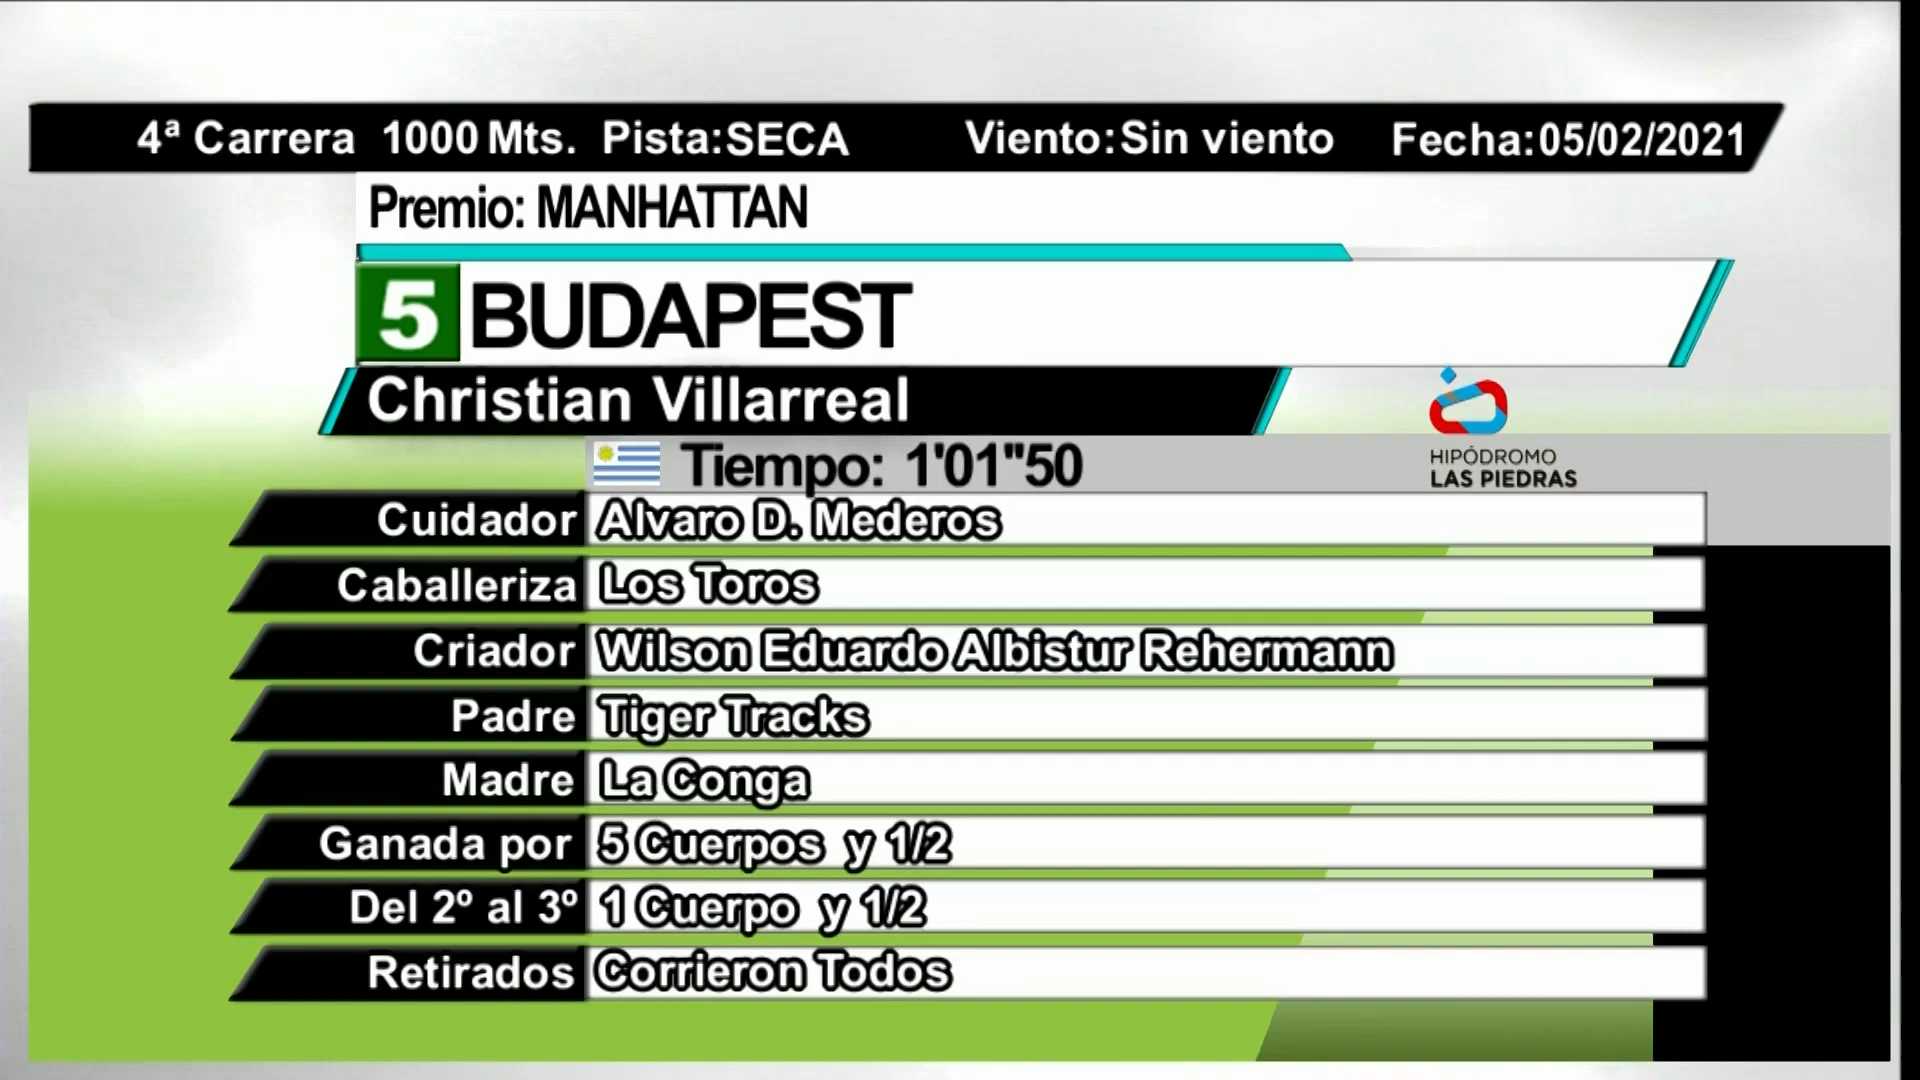 4ª Carrera 1000 Mts. Pista:SECA Viento:Sin viento Fecha:05/02/2021
Premio: MANHATTAN
5 BUDAPEST
Christian Villarreal
Tiempo: 1'01"50
HIPÓDROMO
LAS PIEDRAS
Cuidador Alvaro D. Mederos
Caballeriza Los Toros
Criador Wilson Eduardo Albistur Rehermann
Padre Tiger Tracks
Madre La Conga
Ganada por 5 Cuerpos y 1/2
Del 2º al 3º 1 Cuerpo y 1/2
Retirados Corrieron Todos